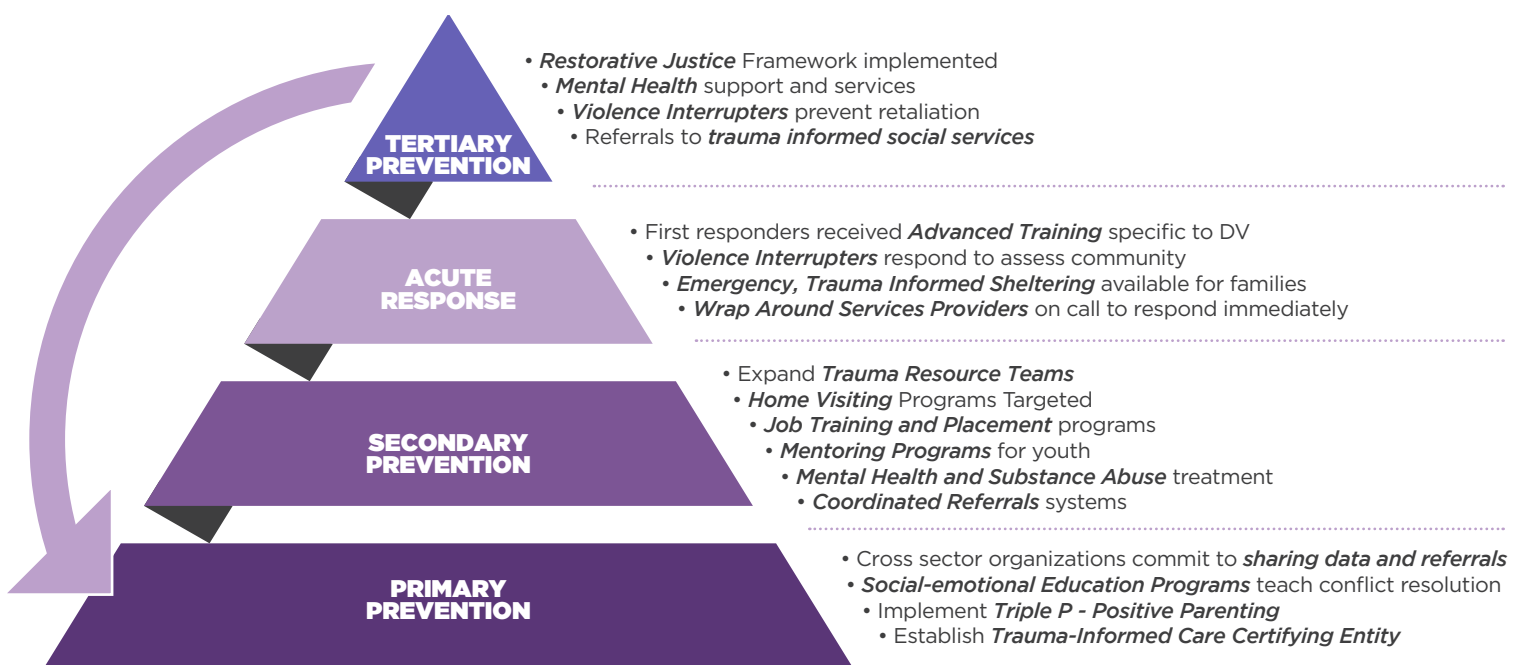 • Restorative Justice Framework implemented
• Mental Health support and services
• Violence Interrupters prevent retaliation
• Referrals to trauma informed social services
TERTIARY
PREVENTION
• First responders received Advanced Training specific to DV
• Violence Interrupters respond to assess community
• Emergency, Trauma Informed Sheltering available for families
• Wrap Around Services Providers on call to respond immediately
ACUTE
RESPONSE
• Expand Trauma Resource Teams
• Home Visiting Programs Targeted
• Job Training and Placement programs
• Mentoring Programs for youth
• Mental Health and Substance Abuse treatment
• Coordinated Referrals systems
SECONDARY
PREVENTION
• Cross sector organizations commit to sharing data and referrals
• Social-emotional Education Programs teach conflict resolution
• Implement Triple P - Positive Parenting
• Establish Trauma-Informed Care Certifying Entity
PRIMARY
PREVENTION